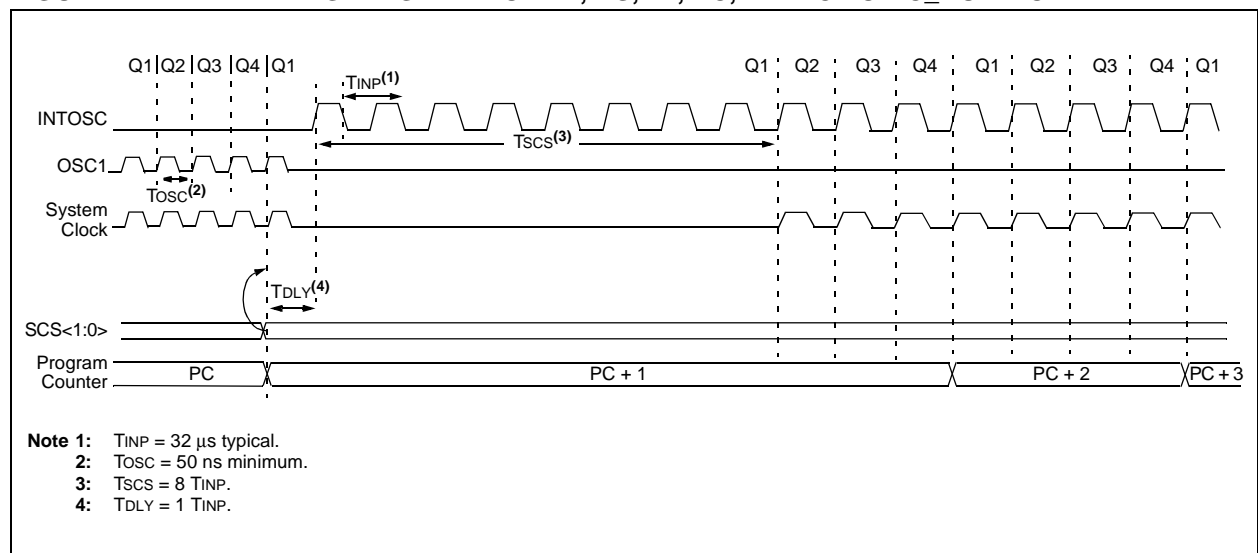 Q1 Q2 Q3 Q4 Q1 Q1 Q2 Q3 Q4 Q1 Q2 Q3 Q4 Q1
TINP(1)
INTOSC
TSCS(3)
OSC1
TOSC(2)
System
Clock
TDLY(4)
SCS<1:0>
Program
Counter
PC PC + 1 PC + 2 PC + 3
Note 1: TINP = 32 μs typical.
2: TOSC = 50 ns minimum.
3: TSCS = 8 TINP.
4: TDLY = 1 TINP.